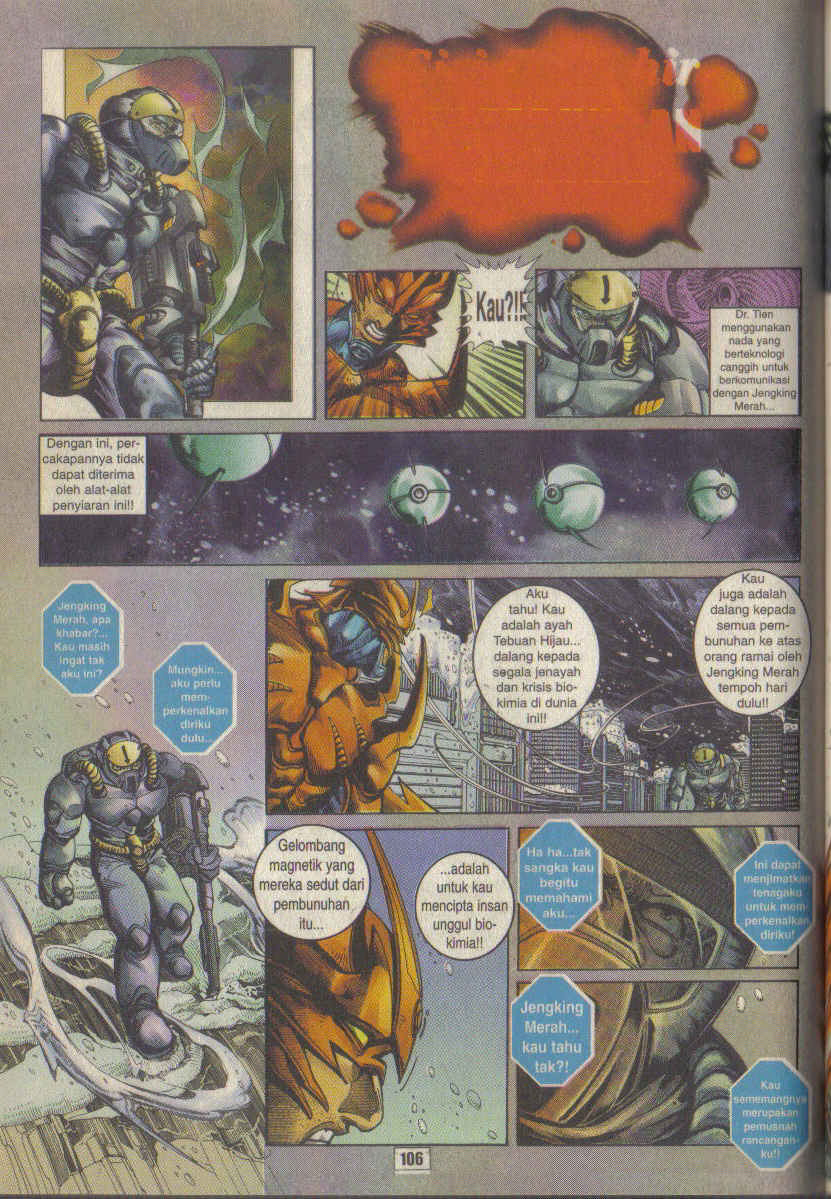 Kau?!!
Dr. Tien
menggunakan
nada yang
berteknologi
canggih untuk
berkomunikasi
dengan Jengking
Merah...
Dengan ini, per-
cakapannya tidak
dapat diterima
oleh alat-alat
penyiaran ini!!
Jengking
Merah, apa
khabar?...
Kau masih
ingat tak
aku ini?
Mungkin...
aku perlu
mem-
perkenalkan
diriku
dulu...
Aku
tahu! Kau
adalah ayah
Tebuan Hijau...
dalang kepada
segala jenayah
dan krisis bio-
kimia di dunia
ini!!
Kau
juga adalah
dalang kepada
semua pem-
bunuhan ke atas
orang ramai oleh
Jengking Merah
tempoh hari
dulu!!
Gelombang
magnetik yang
mereka sedut dari
pembunuhan
itu...
...adalah
untuk kau
mencipta insan
unggul bio-
kimia!!
Ha ha...tak
sangka kau
begitu
memahami
aku...
Ini dapat
menjimatkan
tenagaku
untuk mem-
perkenalkan
diriku!
Jengking
Merah...
kau tahu
tak?!
Kau
sememangnya
merupakan
pemusnah
rancangan-
ku!!
106